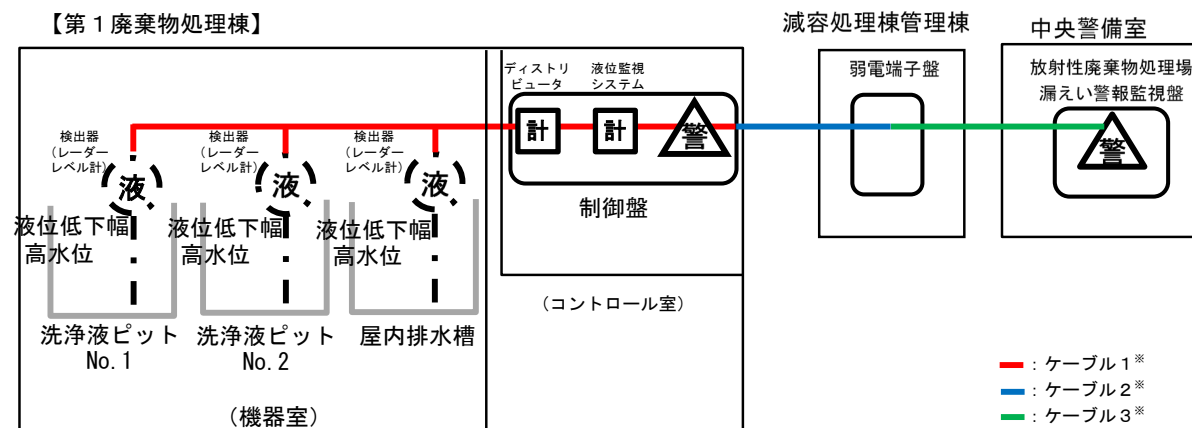 【第１廃棄物処理棟】
減容処理棟管理棟
中央警備室
ディストリ
ビュータ
液位監視
システム
弱電端子盤
放射性廃棄物処理場
漏えい警報監視盤
計
計
警
警
検出器
(レーダー
レベル計)
検出器
(レーダー
レベル計)
検出器
(レーダー
レベル計)
液
液
液
制御盤
液位低下幅
高水位
液位低下幅
高水位
液位低下幅
高水位
(コントロール室)
洗浄液ピット
No.1
洗浄液ピット
No.2
屋内排水槽
(機器室)
：ケーブル１※
：ケーブル２※
：ケーブル３※